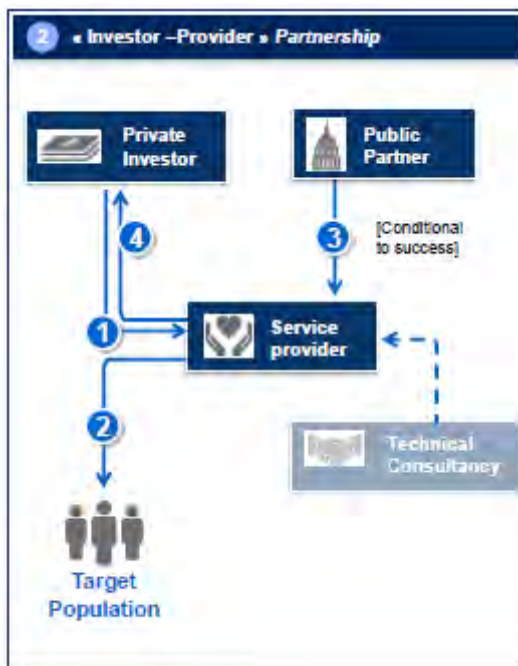 2 « Investor –Provider » Partnership
Private
Investor
Public
Partner
4
3
[Conditional
to success]
1
Service
provider
2
Technical
Consultancy
Target
Population